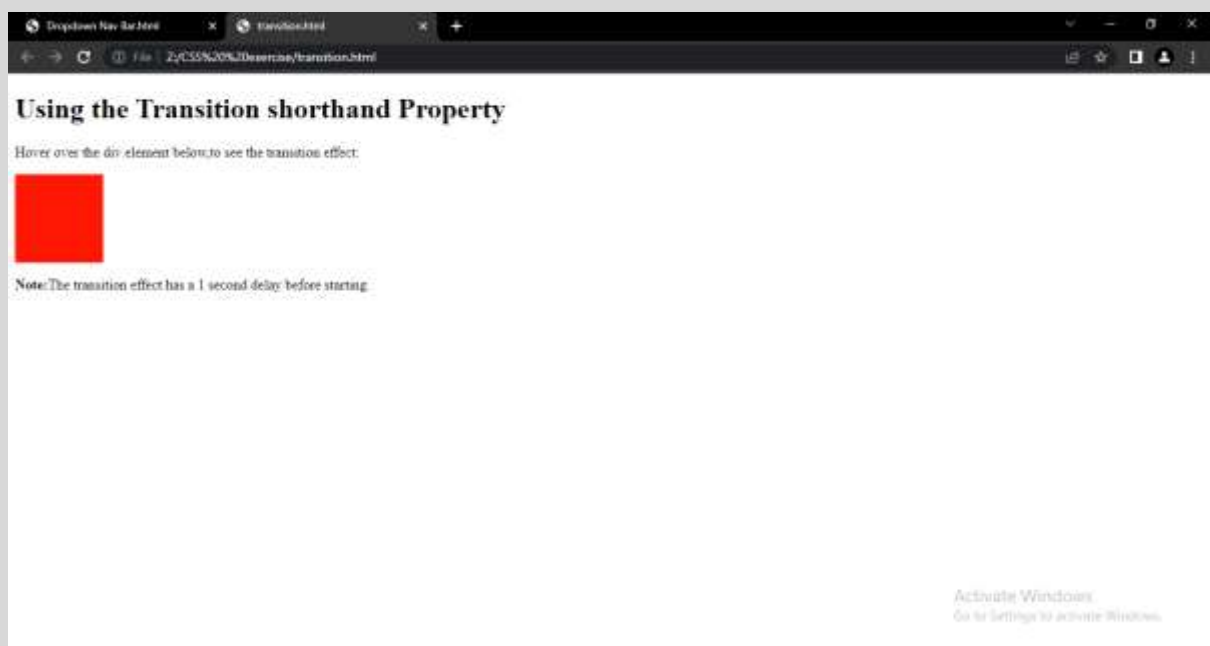 Dropdown Nav Bar.html
transition.html
File
Z:/CSS%20%20exercise/transition.html
Using the Transition shorthand Property
Hover over the div element below,to see the transition effect:
Note:The transition effect has a 1 second delay before starting.
Activate Windows
Go to Settings to activate Windows.